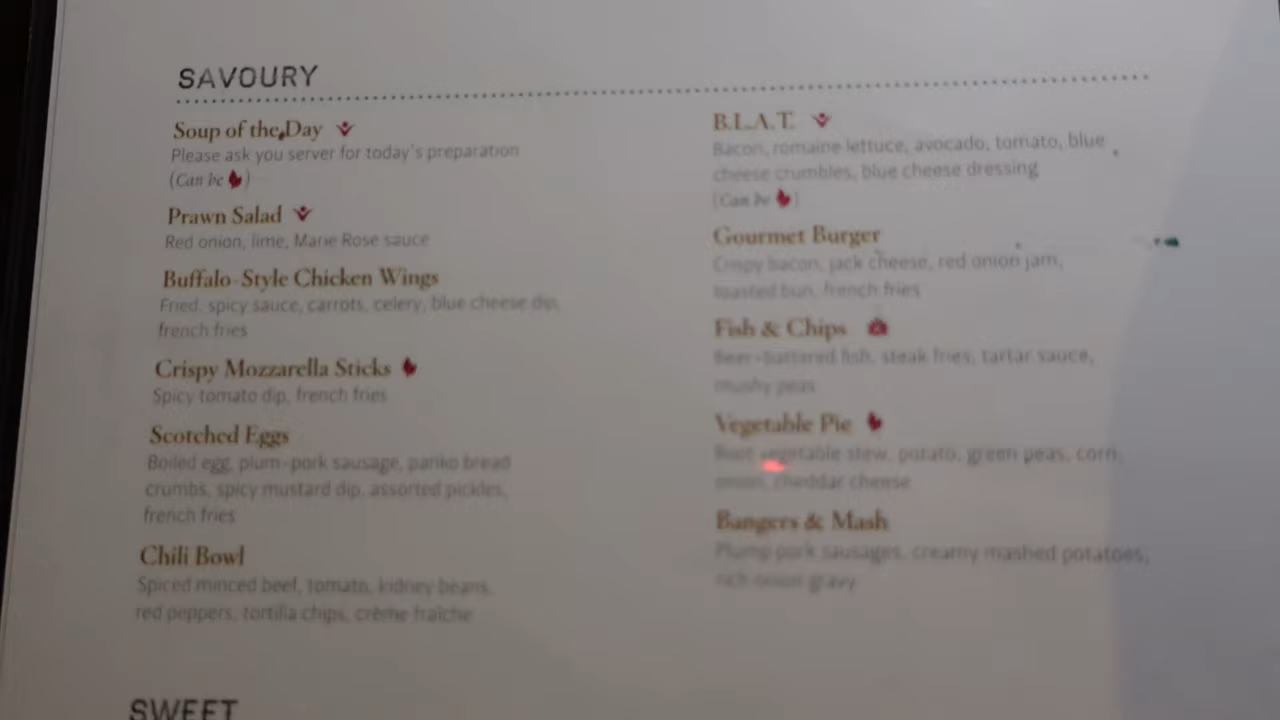 SAVOURY
Soup of the Day
Please ask you server for today's preparation
(Can be )
Prawn Salad
Red onion, lime, Marie Rose sauce
Buffalo-Style Chicken Wings
Fried, spicy sauce, carrots, celery, blue cheese dip,
french fries
Crispy Mozzarella Sticks
Spicy tomato dip, french fries
Scotched Eggs
Boiled egg, plum-pork sausage, panko bread
crumbs, spicy mustard dip, assorted pickles,
french fries
Chili Bowl
Spiced minced beef, tomato, kidney beans,
red peppers, tortilla chips, crème fraîche
B.L.A.T.
Bacon, romaine lettuce, avocado, tomato, blue
cheese crumbles, blue cheese dressing
(Can be )
Gourmet Burger
Crispy bacon, jack cheese, red onion jam,
toasted bun, french fries
Fish & Chips
Beer-battered fish, steak fries, tartar sauce,
mushy peas
Vegetable Pie
Root vegetable stew, potato, green peas, corn,
onion, cheddar cheese
Bangers & Mash
Plump pork sausages, creamy mashed potatoes,
rich onion gravy
SWEET